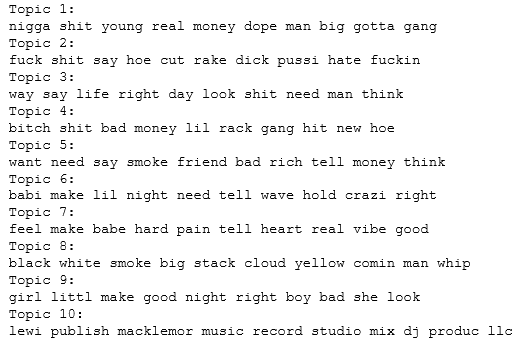 Topic 1:
nigga shit young real money dope man big gotta gang
Topic 2:
fuck shit say hoe cut rake dick pussi hate fuckin
Topic 3:
way say life right day look shit need man think
Topic 4:
bitch shit bad money lil rack gang hit new hoe
Topic 5:
want need say smoke friend bad rich tell money think
Topic 6:
babi make lil night need tell wave hold crazi right
Topic 7:
feel make babe hard pain tell heart real vibe good
Topic 8:
black white smoke big stack cloud yellow comin man whip
Topic 9:
girl littl make good night right boy bad she look
Topic 10:
lewi publish macklemor music record studio mix dj produc llc